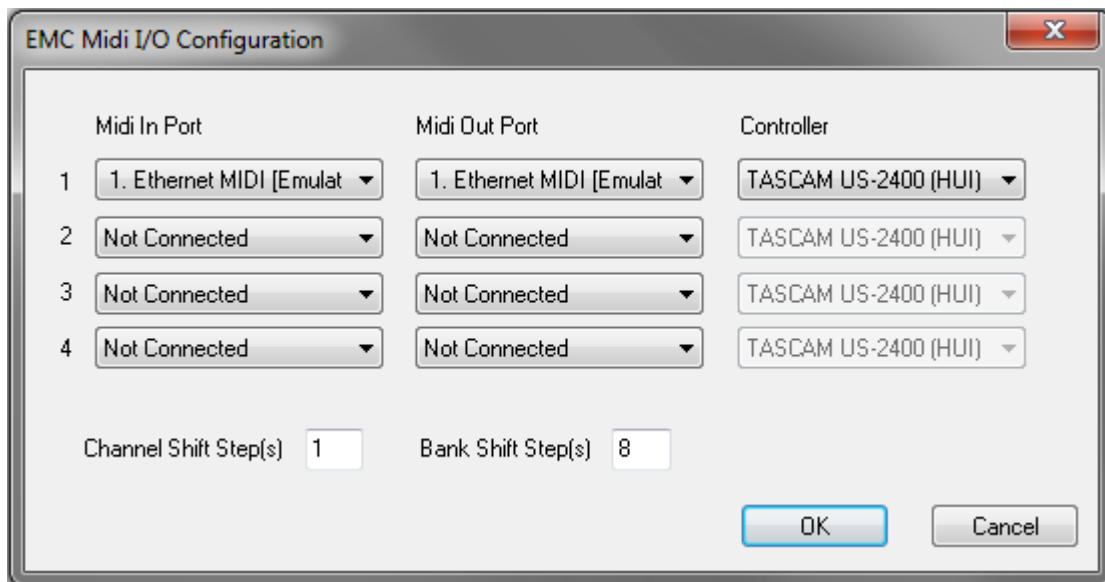 EMC Midi I/O Configuration
Midi In Port Midi Out Port Controller
1 1. Ethernet MIDI [Emulat 1. Ethernet MIDI [Emulat TASCAM US-2400 (HUI)
2 Not Connected Not Connected TASCAM US-2400 (HUI)
3 Not Connected Not Connected TASCAM US-2400 (HUI)
4 Not Connected Not Connected TASCAM US-2400 (HUI)
Channel Shift Step(s) 1 Bank Shift Step(s) 8
OK Cancel